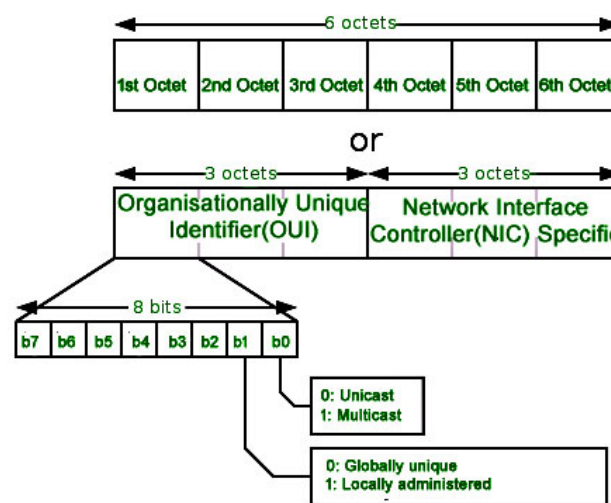 6 octets
1st Octet 2nd Octet 3rd Octet 4th Octet 5th Octet 6th Octet
or
3 octets 3 octets
Organisationally Unique
Identifier(OUI)
Network Interface
Controller(NIC) Specific
8 bits
b7 b6 b5 b4 b3 b2 b1 b0
0: Unicast
1: Multicast
0: Globally unique
1: Locally administered